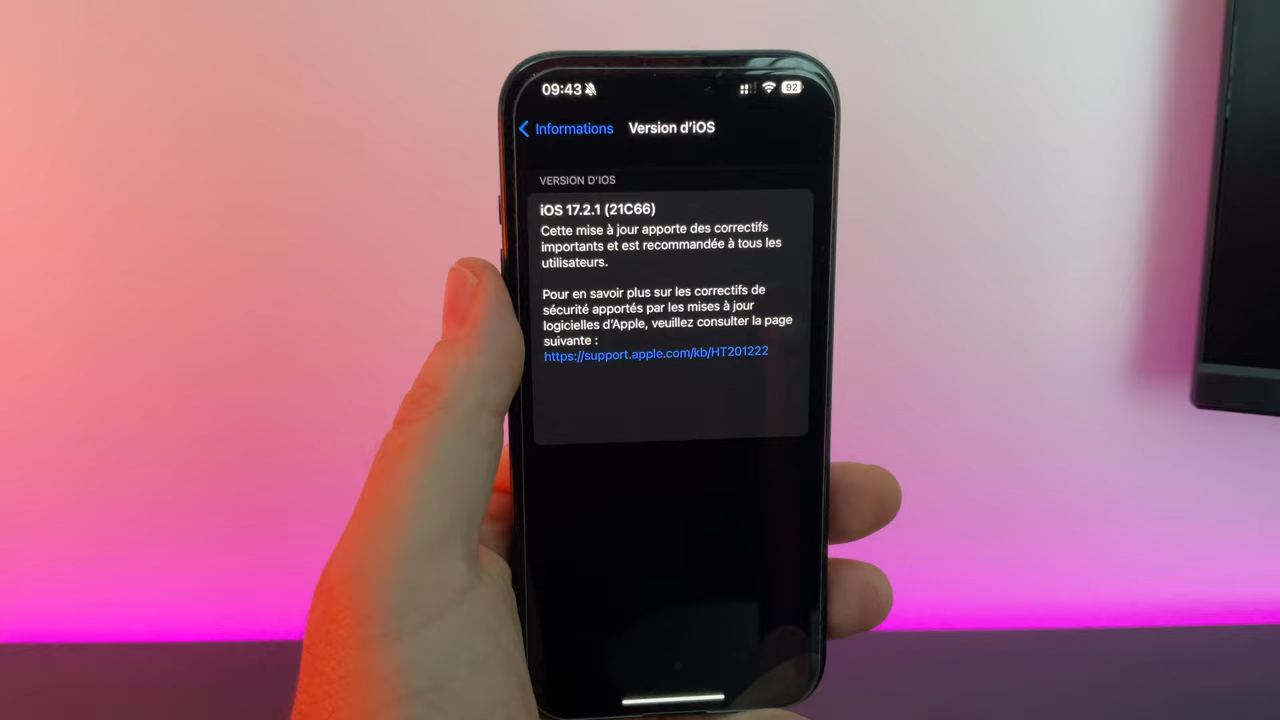 09:43
92
Informations
Version d'iOS
VERSION D'IOS
iOS 17.2.1 (21C66)
Cette mise à jour apporte des correctifs
importants et est recommandée à tous les
utilisateurs.
Pour en savoir plus sur les correctifs de
sécurité apportés par les mises à jour
logicielles d'Apple, veuillez consulter la page
suivante :
https://support.apple.com/kb/HT201222